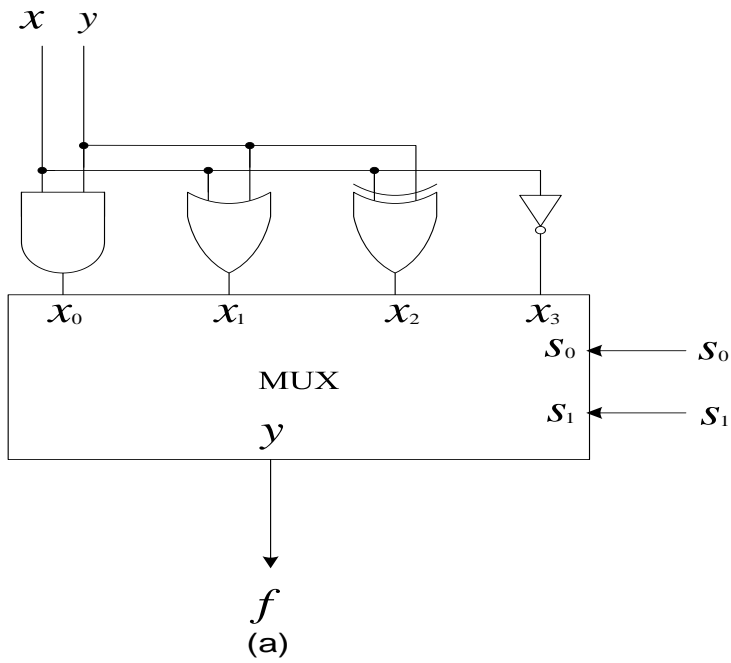 x y
x₀ x₁ x₂ x₃
s₀ s₀
MUX
s₁ s₁
y
f
(a)